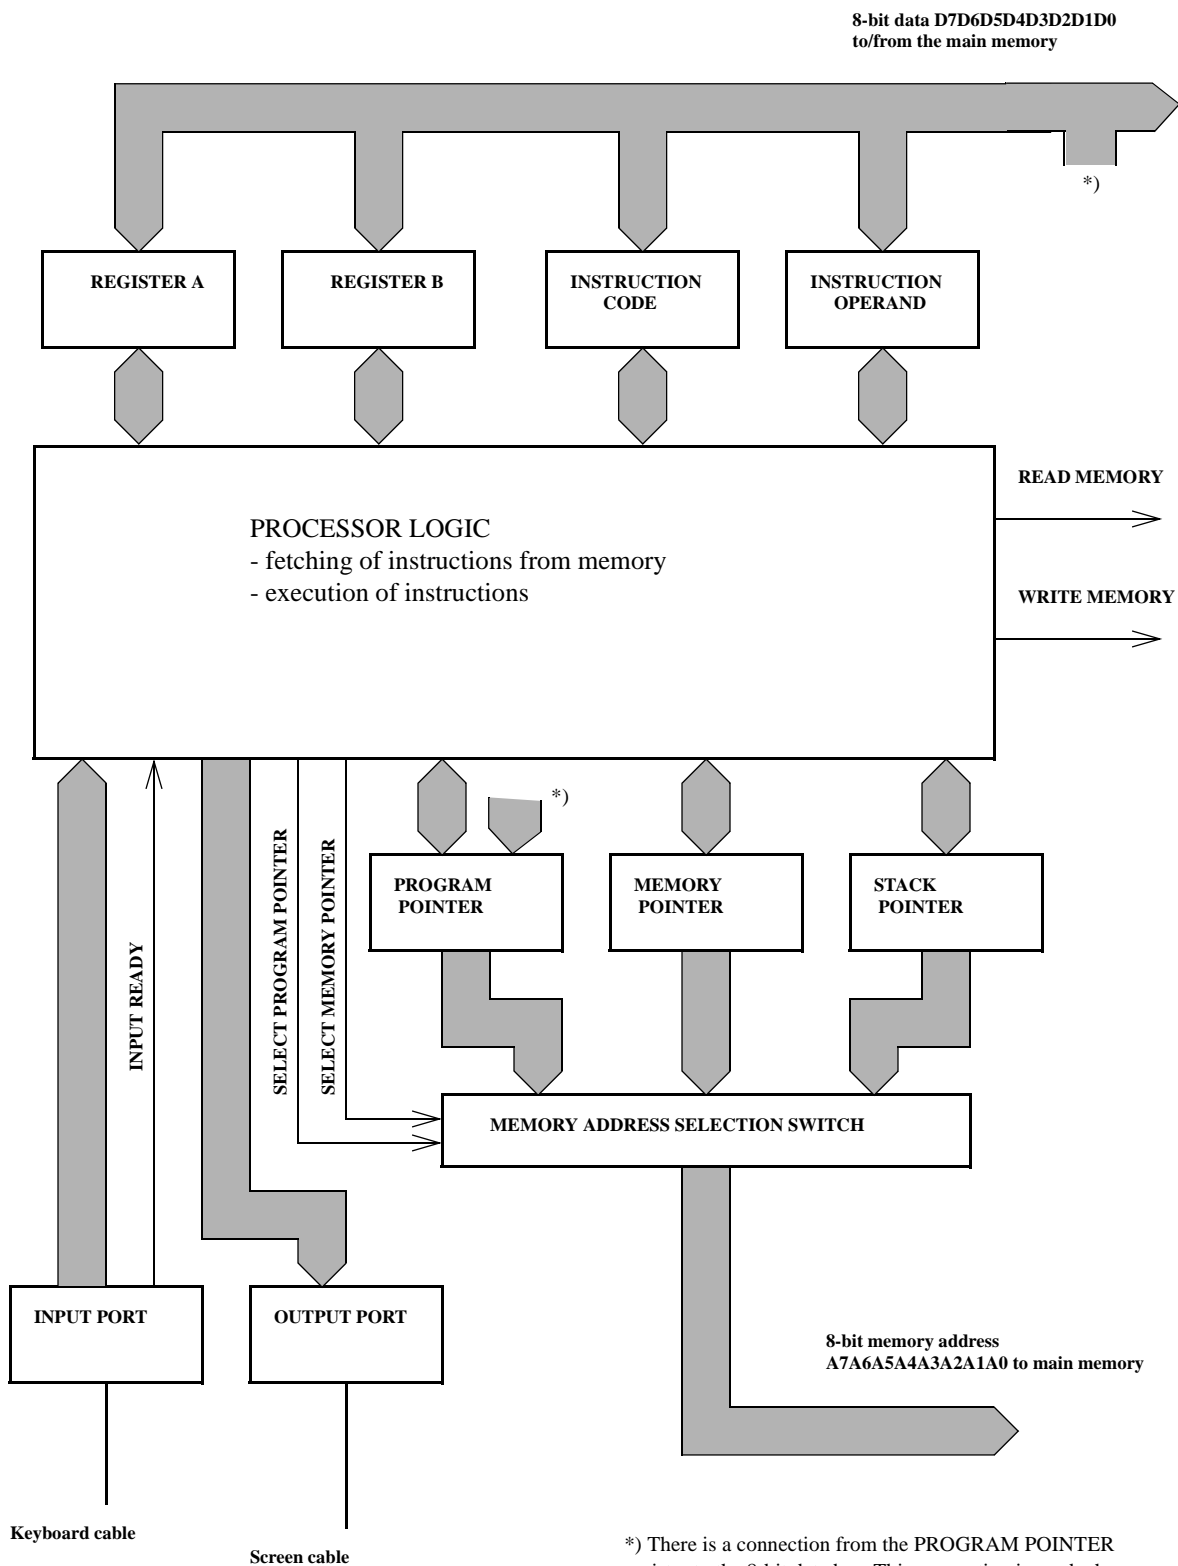 8-bit data D7D6D5D4D3D2D1D0
to/from the main memory
*)
REGISTER A
REGISTER B
INSTRUCTION
CODE
INSTRUCTION
OPERAND
READ MEMORY
PROCESSOR LOGIC
- fetching of instructions from memory
- execution of instructions
WRITE MEMORY
*)
PROGRAM
POINTER
MEMORY
POINTER
STACK
POINTER
INPUT READY
SELECT PROGRAM POINTER
SELECT MEMORY POINTER
MEMORY ADDRESS SELECTION SWITCH
INPUT PORT
OUTPUT PORT
8-bit memory address
A7A6A5A4A3A2A1A0 to main memory
Keyboard cable
Screen cable
*) There is a connection from the PROGRAM POINTER